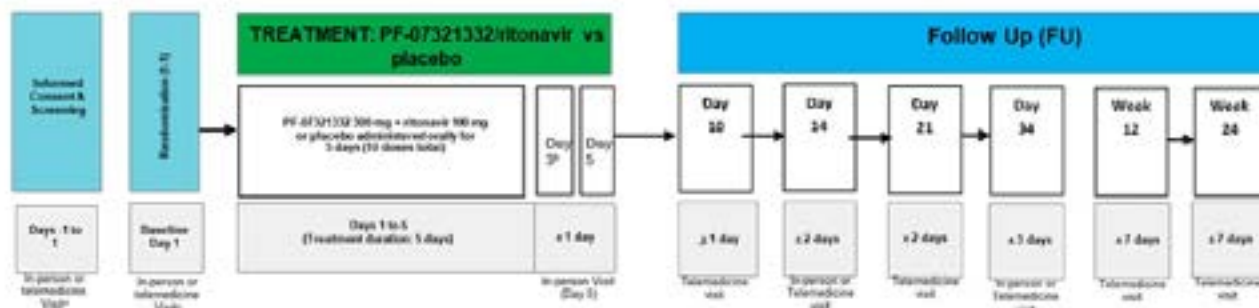 TREATMENT: PF-07321332/ritonavir vs
placebo
Follow Up (FU)
Informed
Consent &
Screening
Randomization (1:1)
PF-07321332 300 mg + ritonavir 100 mg
or placebo administered orally for
5 days (10 doses total)
Day
Day
5
Day
10
Day
14
Day
21
Day
34
Week
12
Week
24
Days -1 to
1
Baseline
Day 1
Days 1 to 5
(Treatment duration: 5 days)
± 1 day
± 1 day
± 2 days
± 2 days
± 3 days
± 7 days
± 7 days
In-person or
telemedicine
In-person or
telemedicine
In-person Visit
(Day 5)
Telemedicine
visit
In-person or
Telemedicine
visit
Telemedicine
visit
In-person or
Telemedicine
visit
Telemedicine
visit
Telemedicine
visit